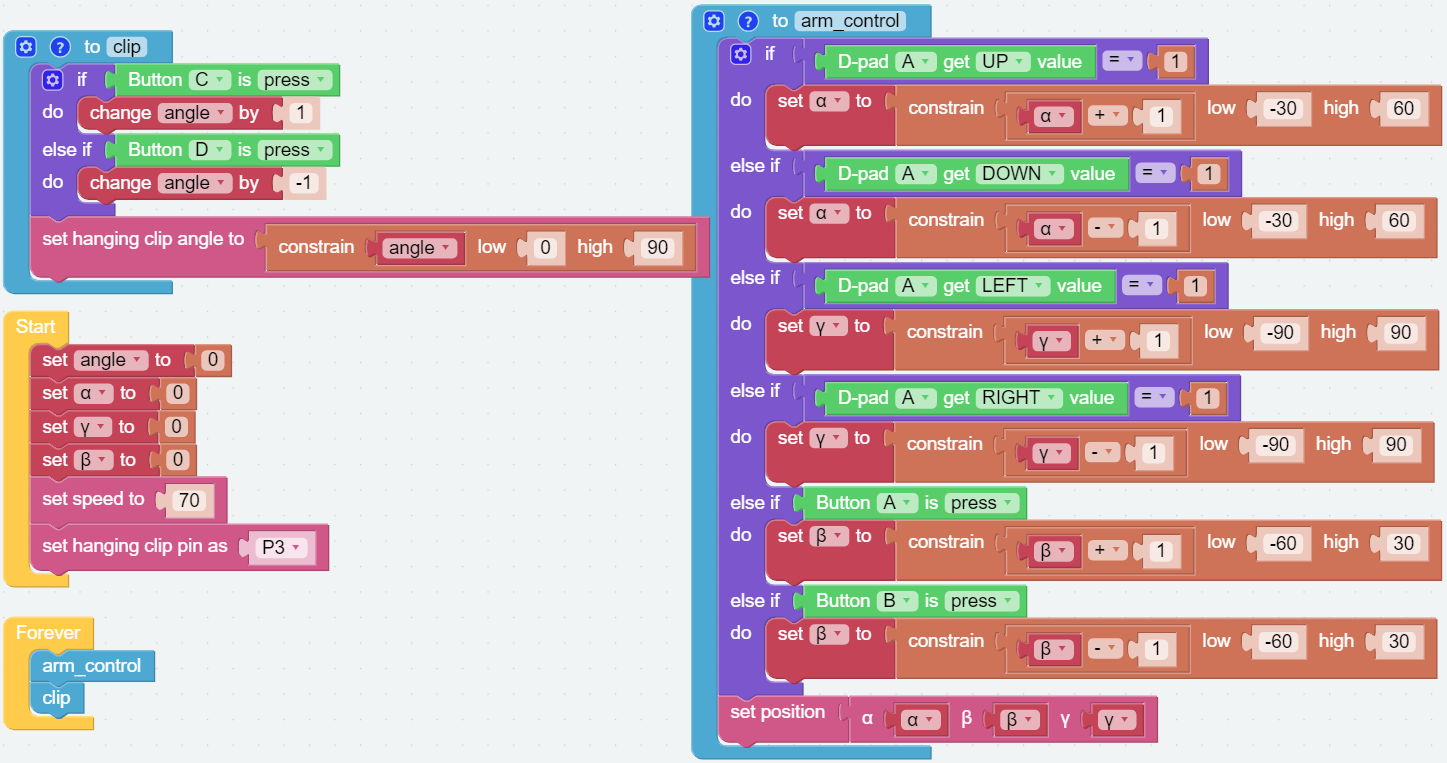 to clip
if Button C is press
do change angle by 1
else if Button D is press
do change angle by -1
set hanging clip angle to constrain angle low 0 high 90
Start
set angle to 0
set α to 0
set γ to 0
set β to 0
set speed to 70
set hanging clip pin as P3
Forever
arm_control
clip
? to arm_control
if D-pad A get UP value = 1
do set α to constrain α + 1 low -30 high 60
else if D-pad A get DOWN value = 1
do set α to constrain α - 1 low -30 high 60
else if D-pad A get LEFT value = 1
do set γ to constrain γ + 1 low -90 high 90
else if D-pad A get RIGHT value = 1
do set γ to constrain γ - 1 low -90 high 90
else if Button A is press
do set β to constrain β + 1 low -60 high 30
else if Button B is press
do set β to constrain β - 1 low -60 high 30
set position α α β β γ γ